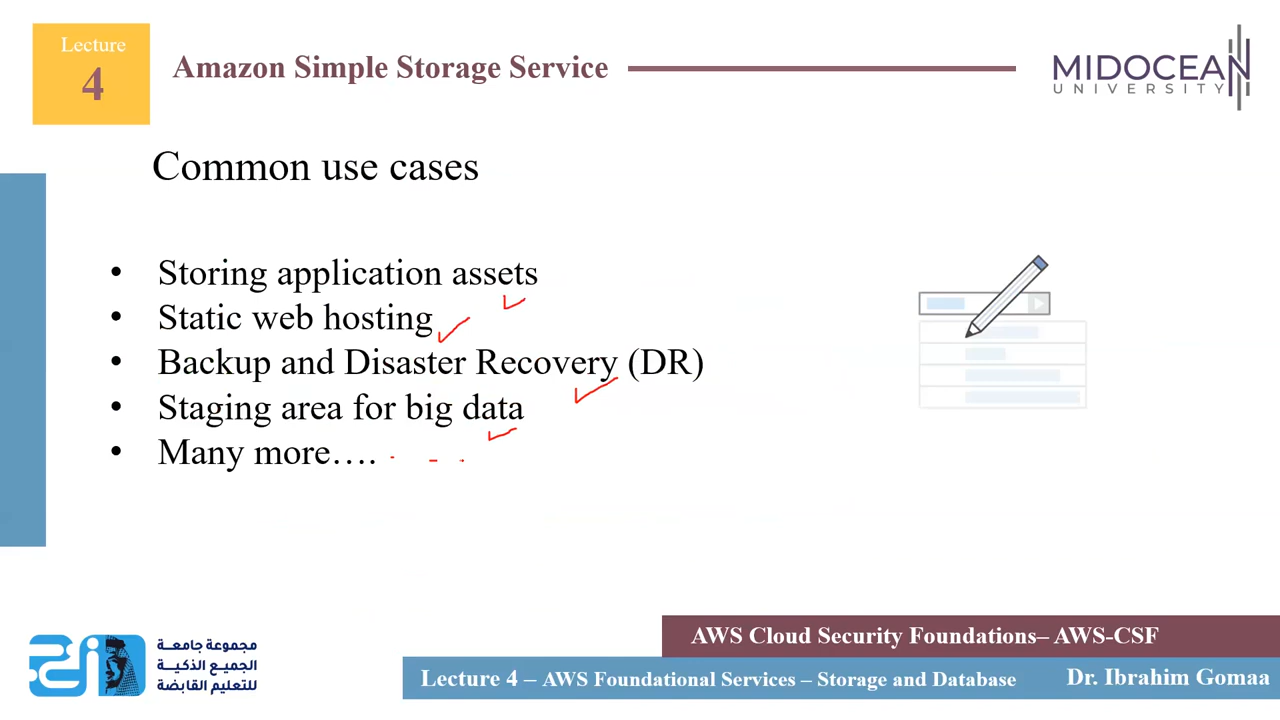 Lecture
4
Amazon Simple Storage Service
MIDOCEAN
UNIVERSITY
Common use cases
• Storing application assets
• Static web hosting
• Backup and Disaster Recovery (DR)
• Staging area for big data
• Many more….
مجموعة جامعة
الجميع الذكية
للتعليم القابضة
AWS Cloud Security Foundations– AWS-CSF
Lecture 4 – AWS Foundational Services – Storage and Database
Dr. Ibrahim Gomaa